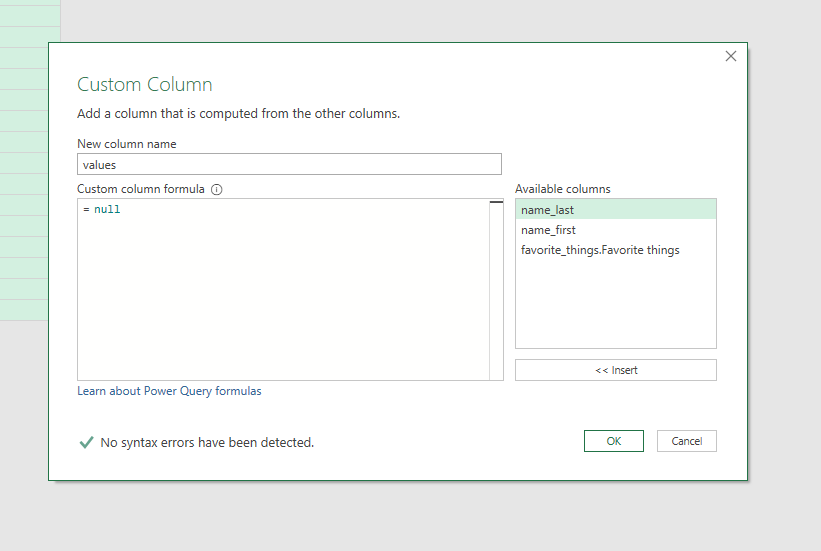 Custom Column
Add a column that is computed from the other columns.
New column name
values
Custom column formula
= null
Available columns
name_last
name_first
favorite_things.Favorite things
<< Insert
Learn about Power Query formulas
No syntax errors have been detected.
OK
Cancel